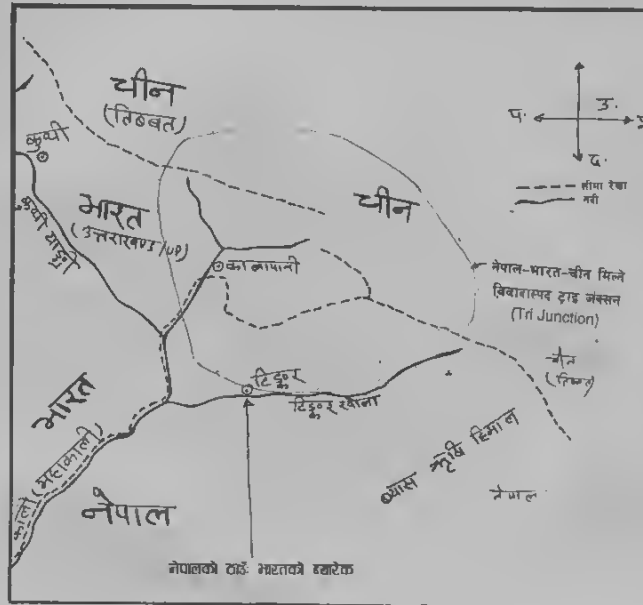 चीन
(तिब्बत)
कुथी
भारत
(उत्तराखण्ड/UP)
कुथी याङ्दी
कालापानी
चीन
उ.
प.
द.
सीमा रेखा
नदी
नेपाल-भारत-चीन मिल्ने
विवादास्पद ट्राइ जंक्सन
(Tri Junction)
चीन
(तिब्बत)
टिङ्कर
टिङ्कर खोला
ब्यास ऋषि हिमाल
नेपाल
भारत
काली (महाकाली)
नेपाल
नेपालको ठाउँः भारतको ब्यारेक